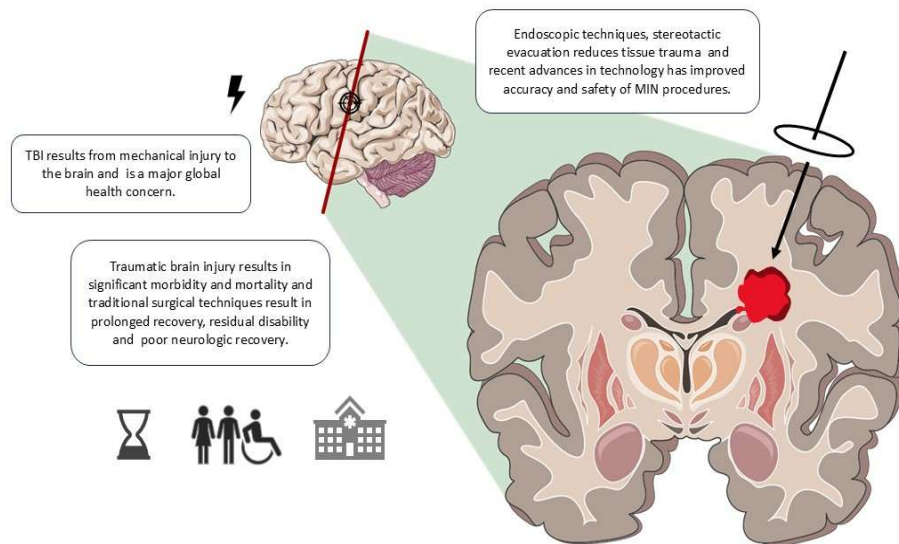 Endoscopic techniques, stereotactic
evacuation reduces tissue trauma and
recent advances in technology has improved
accuracy and safety of MIN procedures.
TBI results from mechanical injury to
the brain and is a major global
health concern.
Traumatic brain injury results in
significant morbidity and mortality and
traditional surgical techniques result in
prolonged recovery, residual disability
and poor neurologic recovery.